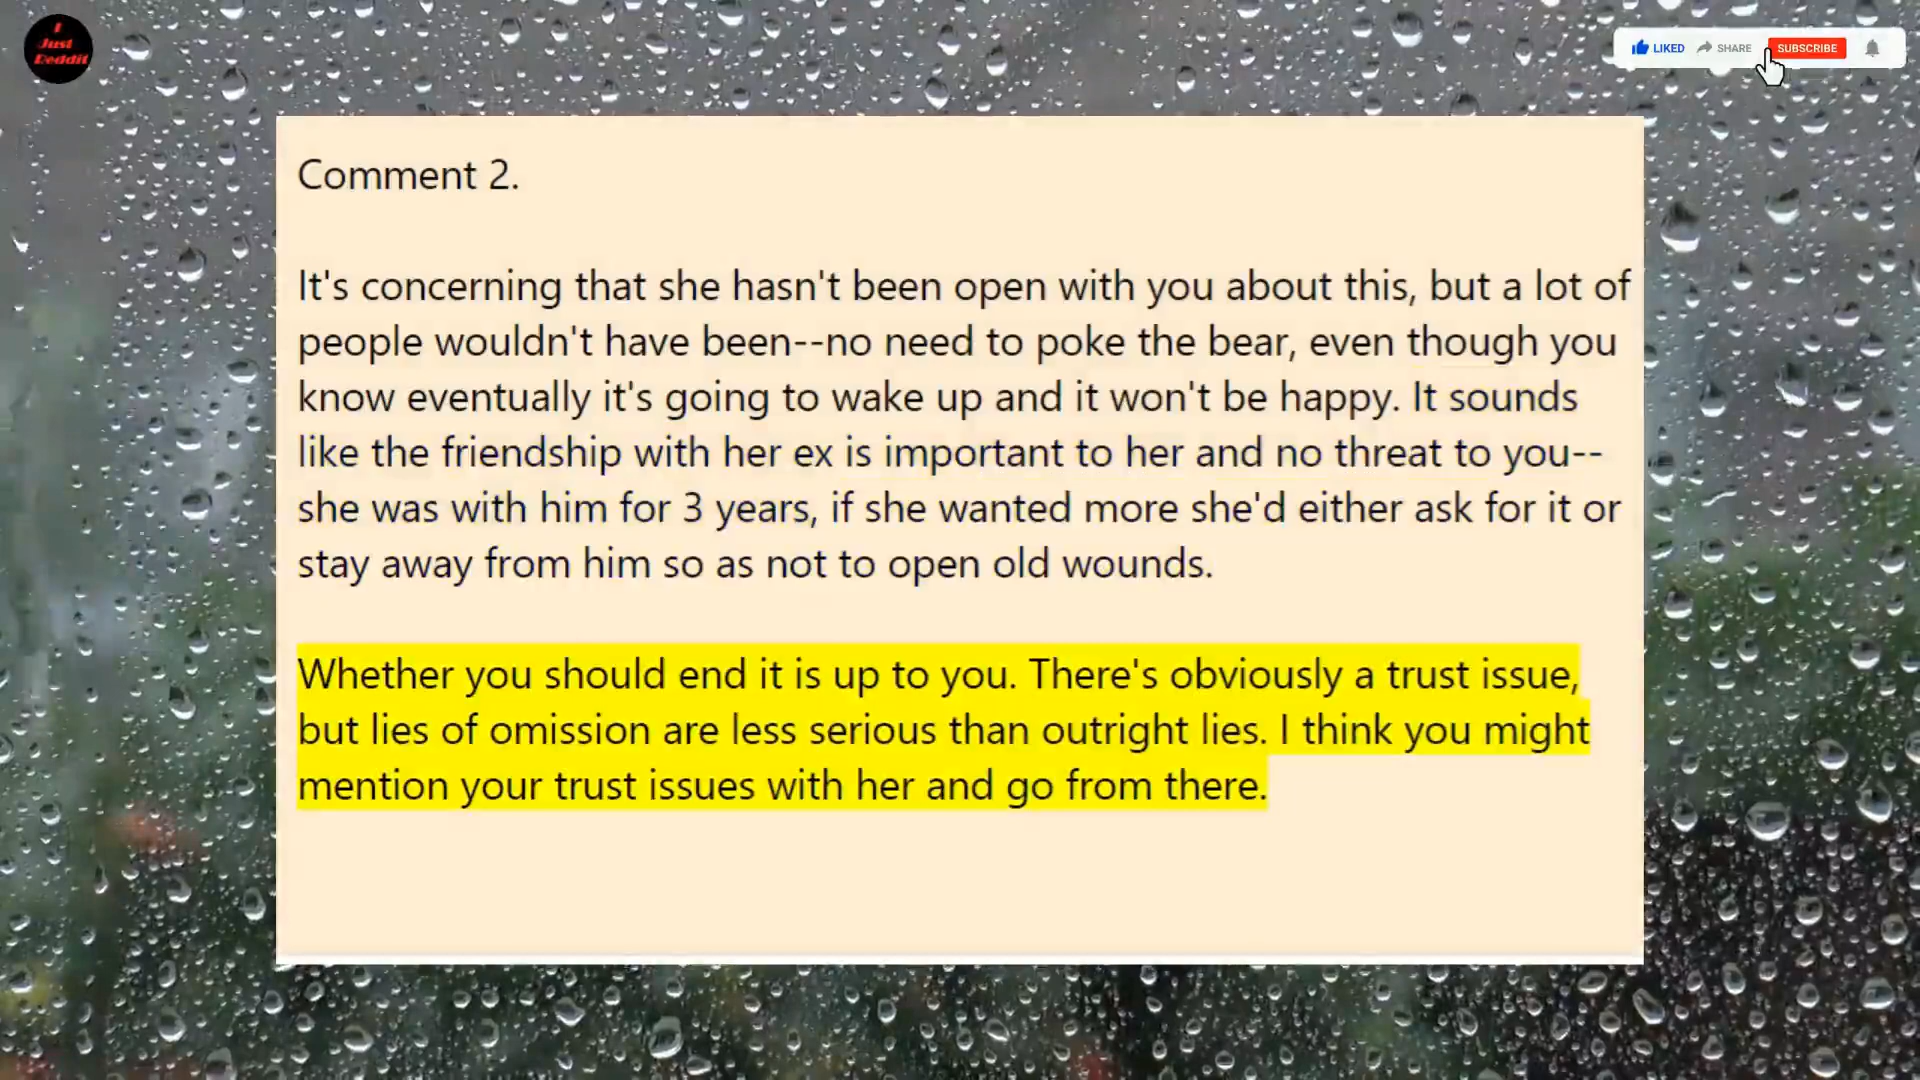 I
Just
Reddit
LIKED SHARE SUBSCRIBE
Comment 2.
It's concerning that she hasn't been open with you about this, but a lot of
people wouldn't have been--no need to poke the bear, even though you
know eventually it's going to wake up and it won't be happy. It sounds
like the friendship with her ex is important to her and no threat to you--
she was with him for 3 years, if she wanted more she'd either ask for it or
stay away from him so as not to open old wounds.
Whether you should end it is up to you. There's obviously a trust issue,
but lies of omission are less serious than outright lies. I think you might
mention your trust issues with her and go from there.